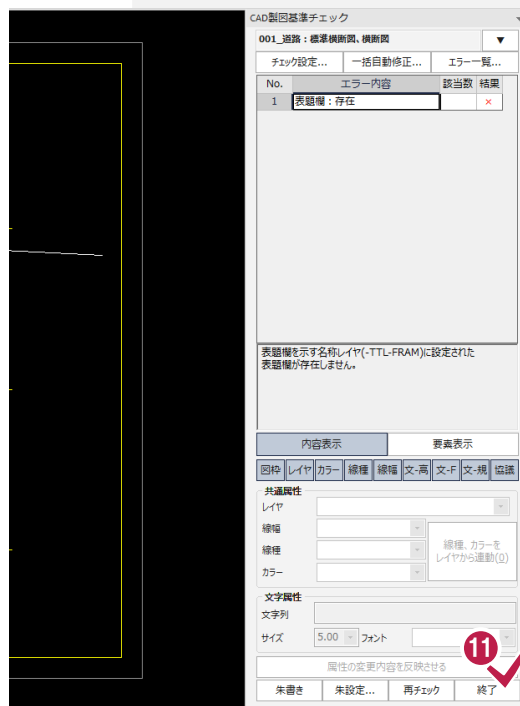 CAD製図基準チェック
001_道路：標準横断図、横断図 ▼
チェック設定... 一括自動修正... エラー一覧...
No. エラー内容 該当数 結果
1 表題欄：存在 ×
表題欄を示す名称レイヤ(-TTL-FRAM)に設定された
表題欄が存在しません。
内容表示 要素表示
図枠 レイヤ カラー 線種 線幅 文-高 文-F 文-規 協議
共通属性
レイヤ
線幅
線種
カラー
線種、カラーを
レイヤから連動(0)
文字属性
文字列
サイズ 5.00 フォント
属性の変更内容を反映させる
11
朱書き 朱設定... 再チェック 終了